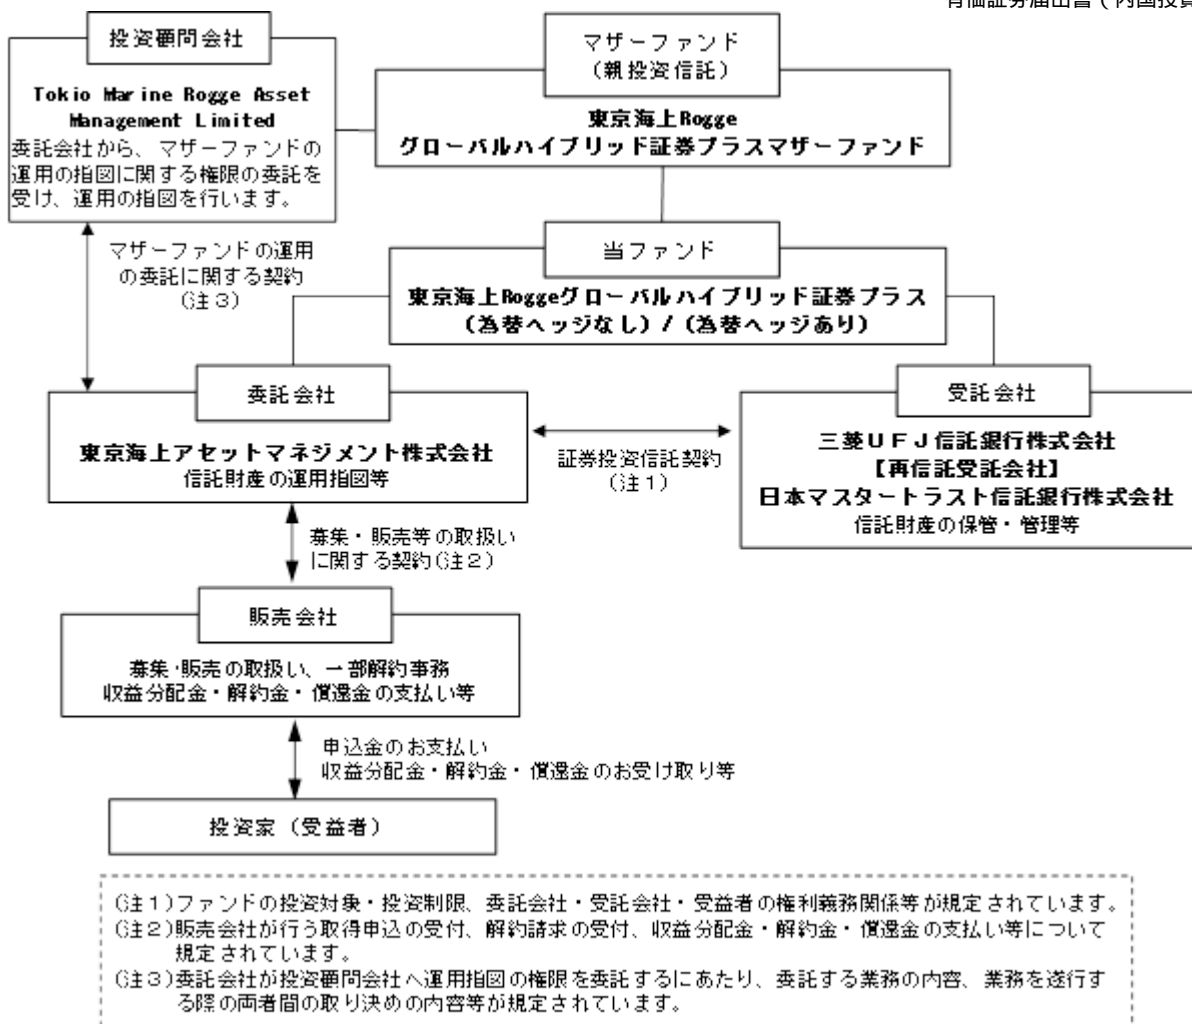 有価証券届出書（内国投資
投資顧問会社
Tokio Marine Rogge Asset
Management Limited
委託会社から、マザーファンドの
運用の指図に関する権限の委託を
受け、運用の指図を行います。
マザーファンド
（親投資信託）
東京海上Rogge
グローバルハイブリッド証券プラスマザーファンド
マザーファンドの運用
の委託に関する契約
（注３）
当ファンド
東京海上Roggeグローバルハイブリッド証券プラス
（為替ヘッジなし）/（為替ヘッジあり）
委託会社
東京海上アセットマネジメント株式会社
信託財産の運用指図等
証券投資信託契約
（注１）
受託会社
三菱ＵＦＪ信託銀行株式会社
【再信託受託会社】
日本マスタートラスト信託銀行株式会社
信託財産の保管・管理等
募集・販売等の取扱い
に関する契約（注２）
販売会社
募集・販売の取扱い、一部解約事務
収益分配金・解約金・償還金の支払い等
申込金のお支払い
収益分配金・解約金・償還金のお受け取り等
投資家（受益者）
（注１）ファンドの投資対象・投資制限、委託会社・受託会社・受益者の権利義務関係等が規定されています。
（注２）販売会社が行う取得申込の受付、解約請求の受付、収益分配金・解約金・償還金の支払い等について
規定されています。
（注３）委託会社が投資顧問会社へ運用指図の権限を委託するにあたり、委託する業務の内容、業務を遂行す
る際の両者間の取り決めの内容等が規定されています。